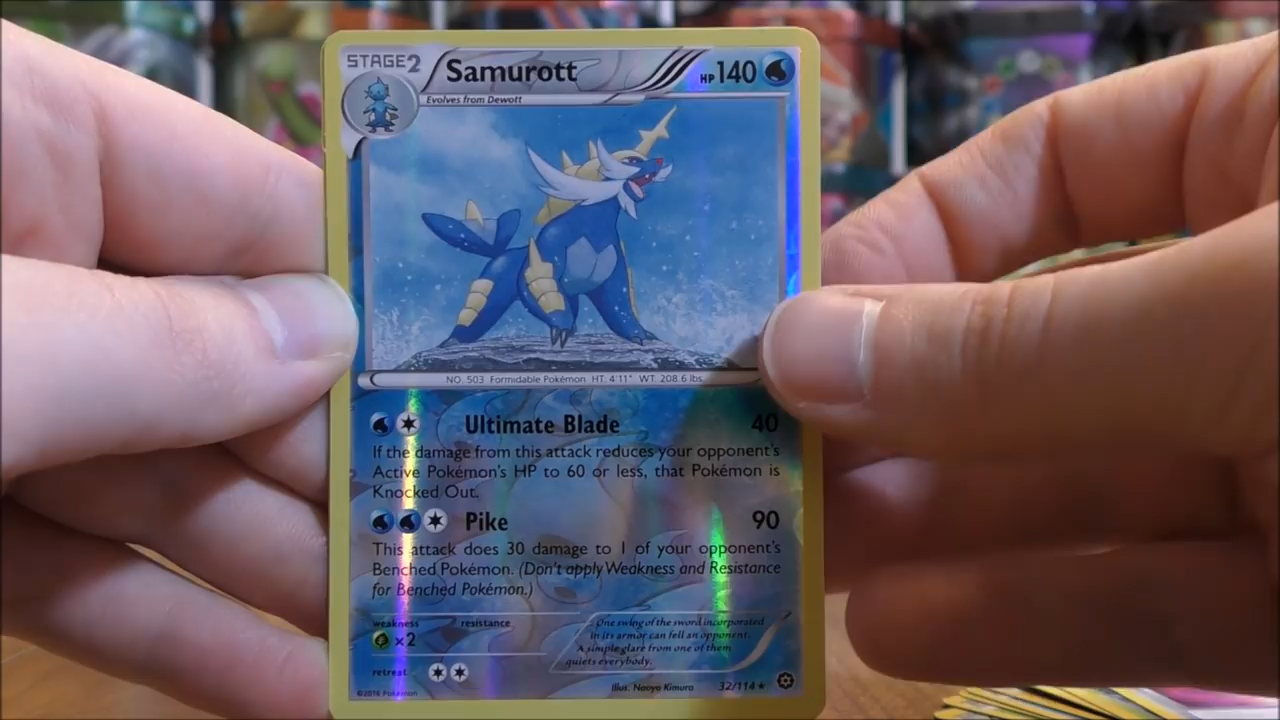 STAGE2 Samurott HP 140
Evolves from Dewott
NO. 503 Formidable Pokémon HT: 4'11" WT: 208.6 lbs.
Ultimate Blade 40
If the damage from this attack reduces your opponent's
Active Pokémon's HP to 60 or less, that Pokémon is
Knocked Out.
Pike 90
This attack does 30 damage to 1 of your opponent's
Benched Pokémon. (Don't apply Weakness and Resistance
for Benched Pokémon.)
weakness resistance
×2
One swing of the sword incorporated
in its armor can fell an opponent.
A simple glare from one of them
quiets everybody.
retreat
©2016 Pokémon Illus. Naoyo Kimura 32/114★